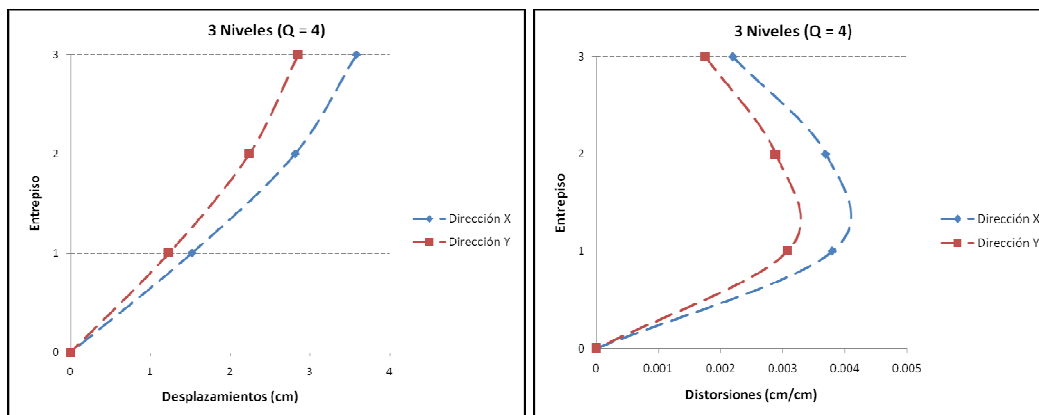 3 Niveles (Q = 4)
3
2
1
0
Entrepiso
0
1
2
3
4
Desplazamientos (cm)
Dirección X
Dirección Y
3 Niveles (Q = 4)
3
2
1
0
Entrepiso
0
0.001
0.002
0.003
0.004
0.005
Distorsiones (cm/cm)
Dirección X
Dirección Y